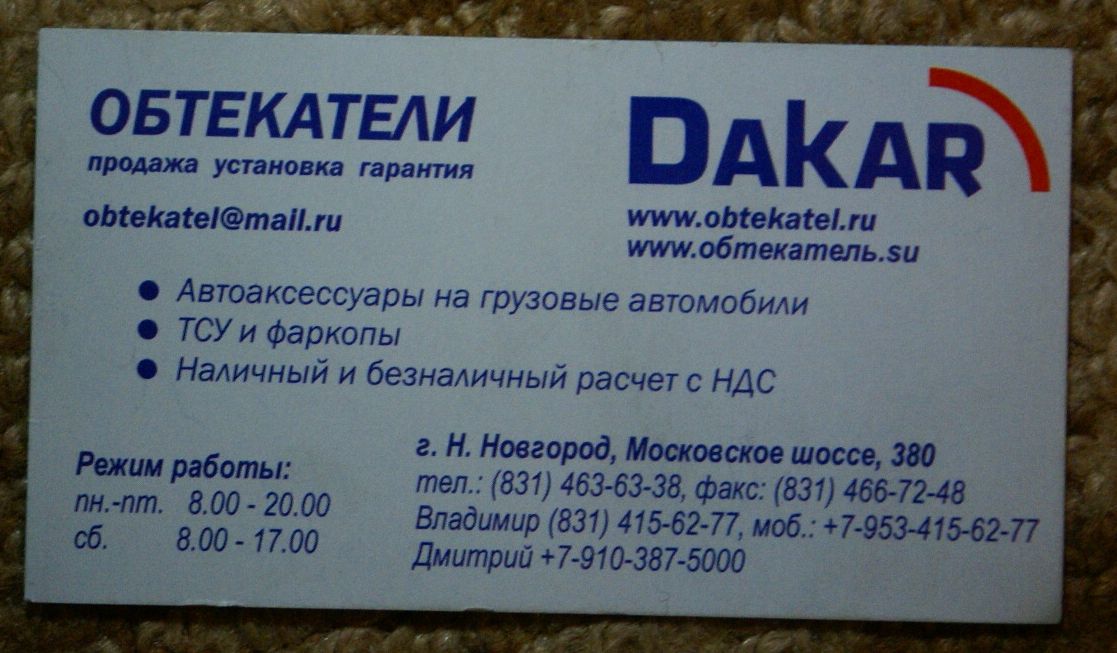 ОБТЕКАТЕЛИ
продажа установка гарантия
obtekatel@mail.ru
DAKAR
www.obtekatel.ru
www.обтекатель.su
• Автоаксессуары на грузовые автомобили
• ТСУ и фаркопы
• Наличный и безналичный расчет с НДС
Режим работы:
пн.-пт. 8.00 - 20.00
сб. 8.00 - 17.00
г. Н. Новгород, Московское шоссе, 380
тел.: (831) 463-63-38, факс: (831) 466-72-48
Владимир (831) 415-62-77, моб.: +7-953-415-62-77
Дмитрий +7-910-387-5000